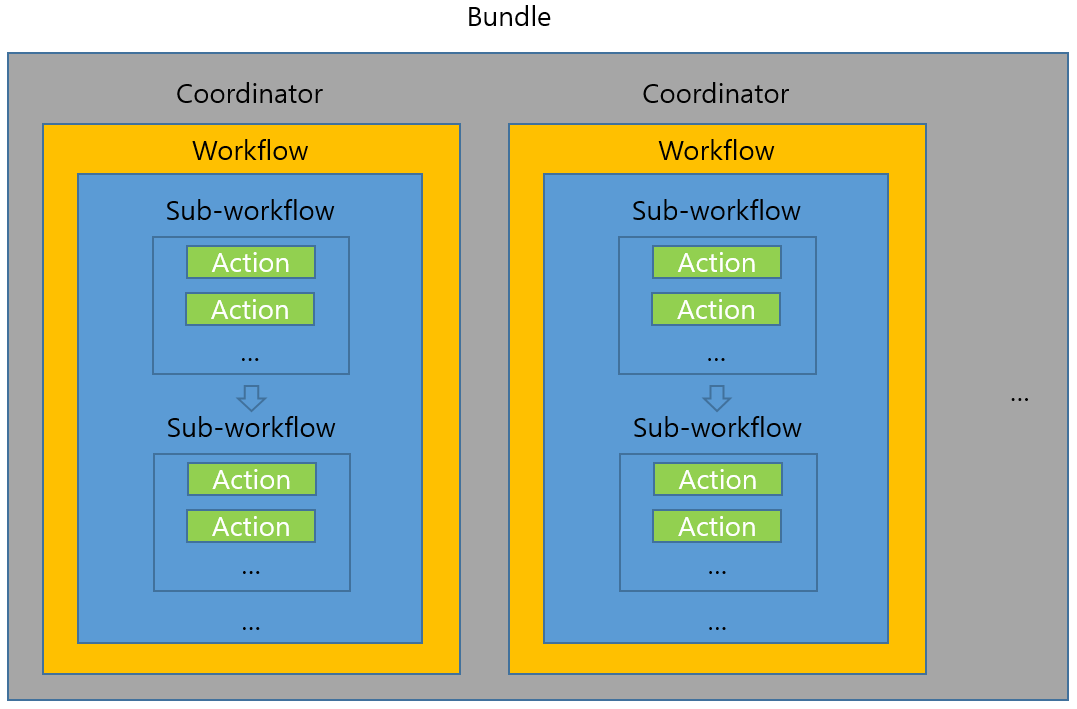 Bundle
Coordinator
Workflow
Sub-workflow
Action
Action
...
Sub-workflow
Action
Action
...
...
Coordinator
Workflow
Sub-workflow
Action
Action
...
Sub-workflow
Action
Action
...
...
...